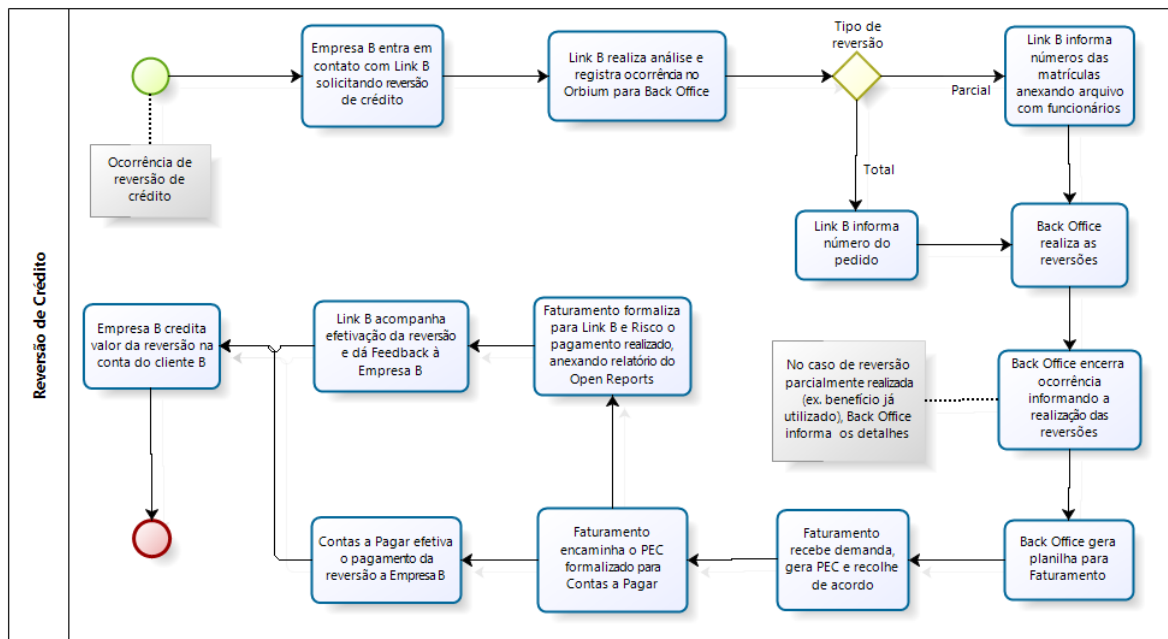 Reversão de Crédito
Ocorrência de
reversão de
crédito
Empresa B entra em
contato com Link B
solicitando reversão
de crédito
Link B realiza análise e
registra ocorrência no
Orbium para Back Office
Tipo de
reversão
Parcial
Total
Link B informa
números das
matrículas
anexando arquivo
com funcionários
Link B informa
número do
pedido
Back Office
realiza as
reversões
Back Office encerra
ocorrência
informando a
realização das
reversões
No caso de reversão
parcialmente realizada
(ex. benefício já
utilizado), Back Office
informa os detalhes
Back Office gera
planilha para
Faturamento
Faturamento
recebe demanda,
gera PEC e recolhe
de acordo
Faturamento
encaminha o PEC
formalizado para
Contas a Pagar
Faturamento formaliza
para Link B e Risco o
pagamento realizado,
anexando relatório do
Open Reports
Contas a Pagar efetiva
o pagamento da
reversão a Empresa B
Link B acompanha
efetivação da reversão
e dá Feedback à
Empresa B
Empresa B credita
valor da reversão na
conta do cliente B